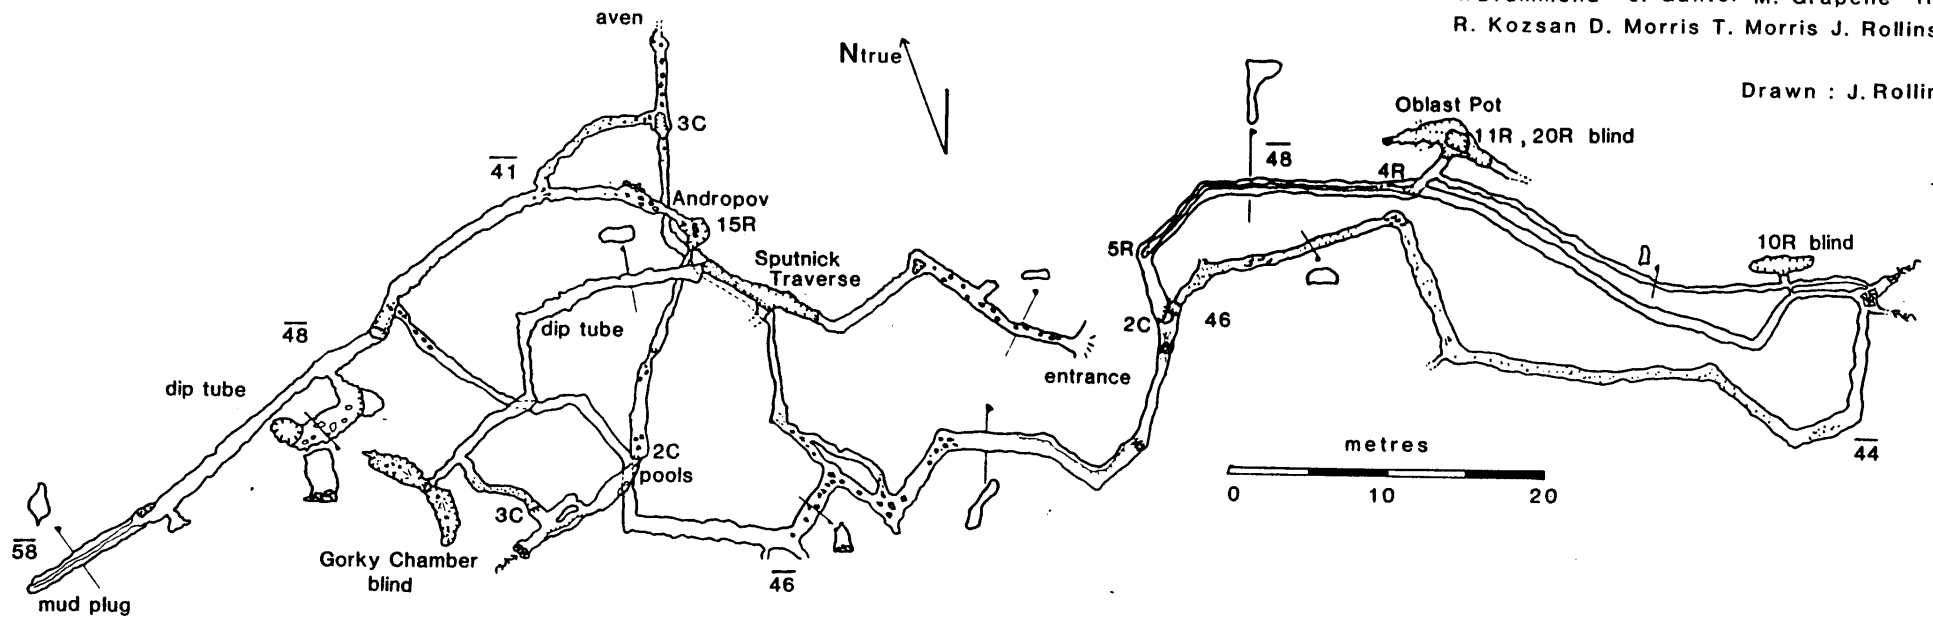 R. Kozsan D. Morris T. Morris J. Rollins
Drawn : J. Rollin
aven
Ntrue
3C
41
Andropov
15R
Sputnick
Traverse
dip tube
48
dip tube
2C
pools
3C
Gorky Chamber
blind
58
mud plug
46
entrance
48
Oblast Pot
11R , 20R blind
4R
5R
2C
46
10R blind
44
metres
0 10 20